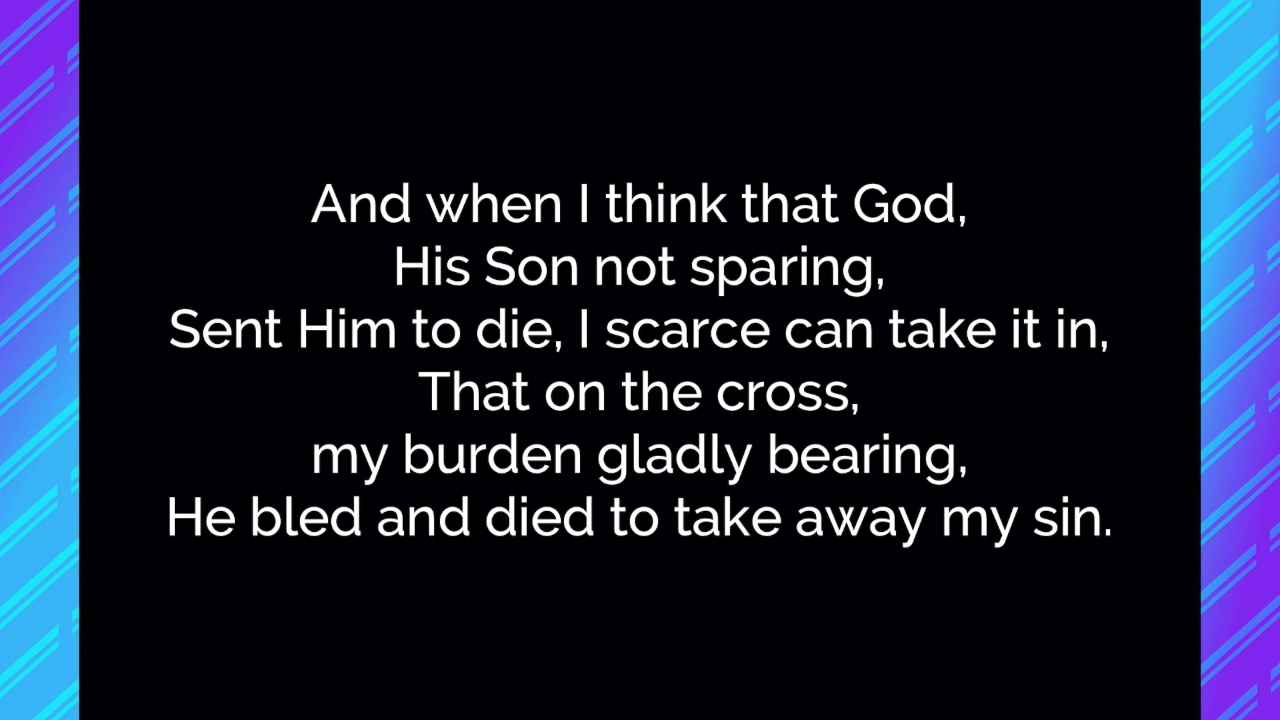 And when I think that God,
His Son not sparing,
Sent Him to die, I scarce can take it in,
That on the cross,
my burden gladly bearing,
He bled and died to take away my sin.